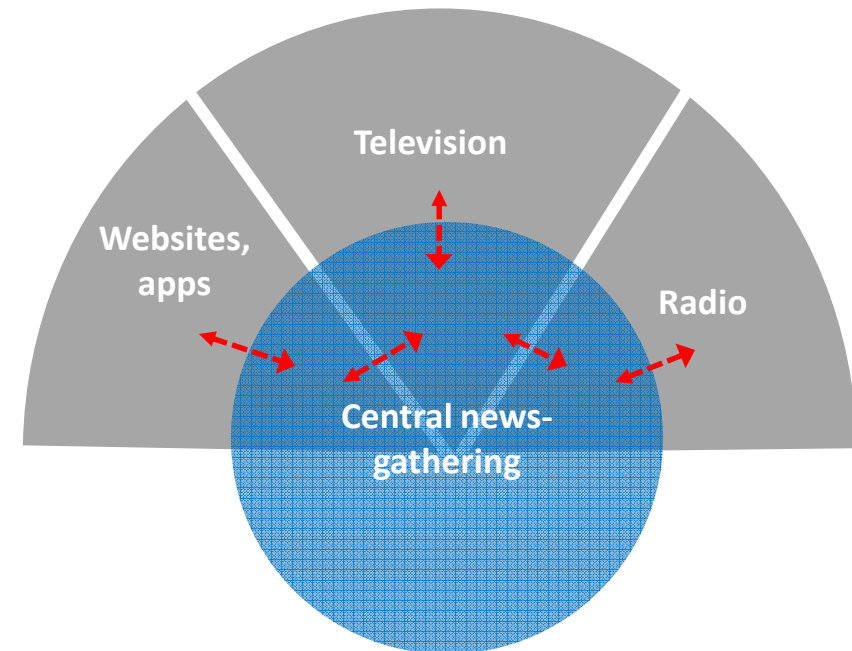 Television
Websites,
apps
Radio
Central news-
gathering